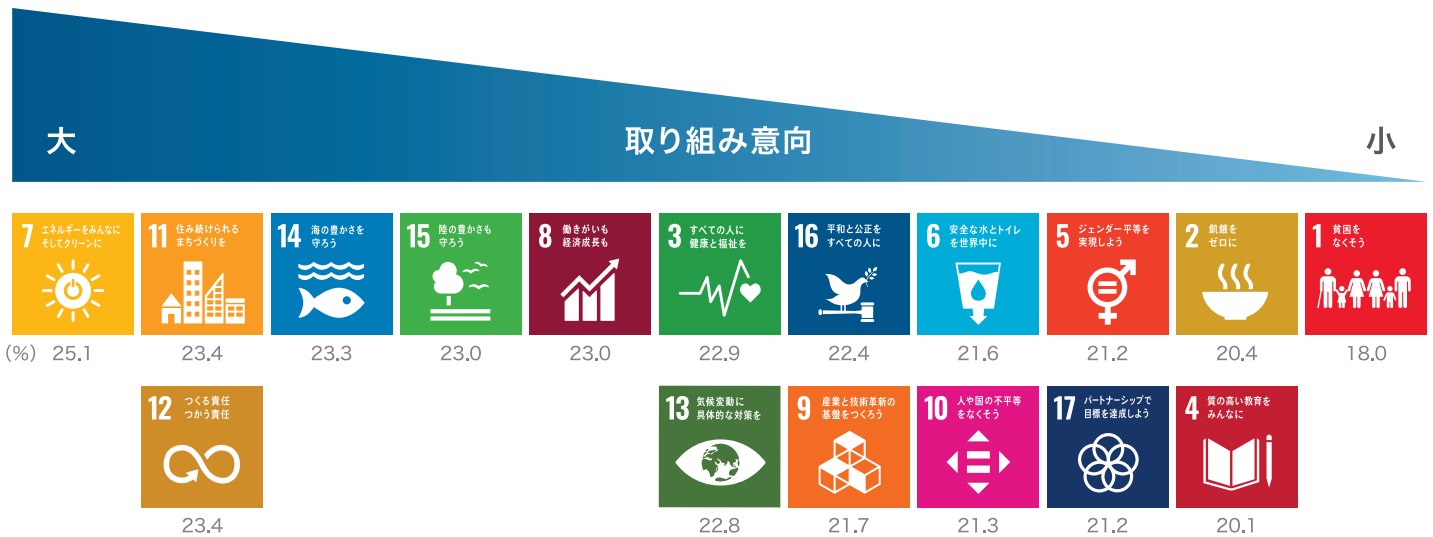 大
取り組み意向
小
7 エネルギーをみんなに
そしてクリーンに
11 住み続けられる
まちづくりを
14 海の豊かさを
守ろう
15 陸の豊かさも
守ろう
8 働きがいも
経済成長も
3 すべての人に
健康と福祉を
16 平和と公正を
すべての人に
6 安全な水とトイレ
を世界中に
5 ジェンダー平等を
実現しよう
2 飢餓を
ゼロに
1 貧困を
なくそう
(%) 25.1 23.4 23.3 23.0 23.0 22.9 22.4 21.6 21.2 20.4 18.0
12 つくる責任
つかう責任
13 気候変動に
具体的な対策を
9 産業と技術革新の
基盤をつくろう
10 人や国の不平等
をなくそう
17 パートナーシップで
目標を達成しよう
4 質の高い教育を
みんなに
23.4 22.8 21.7 21.3 21.2 20.1